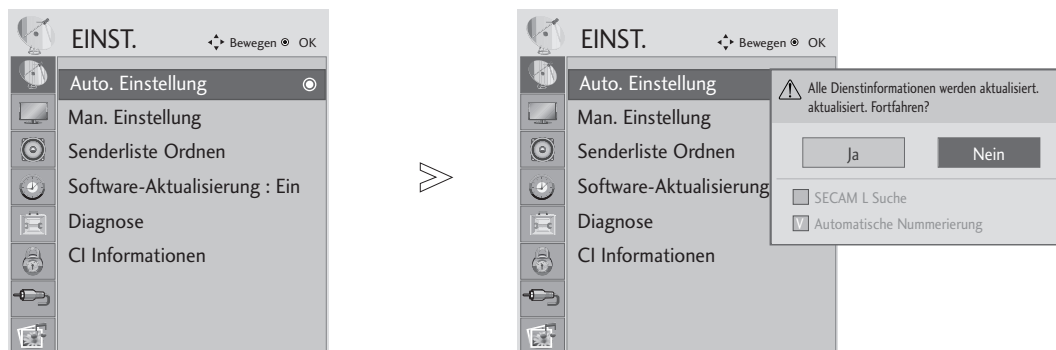 EINST.
Bewegen OK
Auto. Einstellung
Man. Einstellung
Senderliste Ordnen
Software-Aktualisierung : Ein
Diagnose
CI Informationen
EINST.
Bewegen OK
Auto. Einstellung
Man. Einstellung
Senderliste Ordnen
Software-Aktualisierung
Diagnose
CI Informationen
Alle Dienstinformationen werden aktualisiert.
aktualisiert. Fortfahren?
Ja Nein
SECAM L Suche
V Automatische Nummerierung